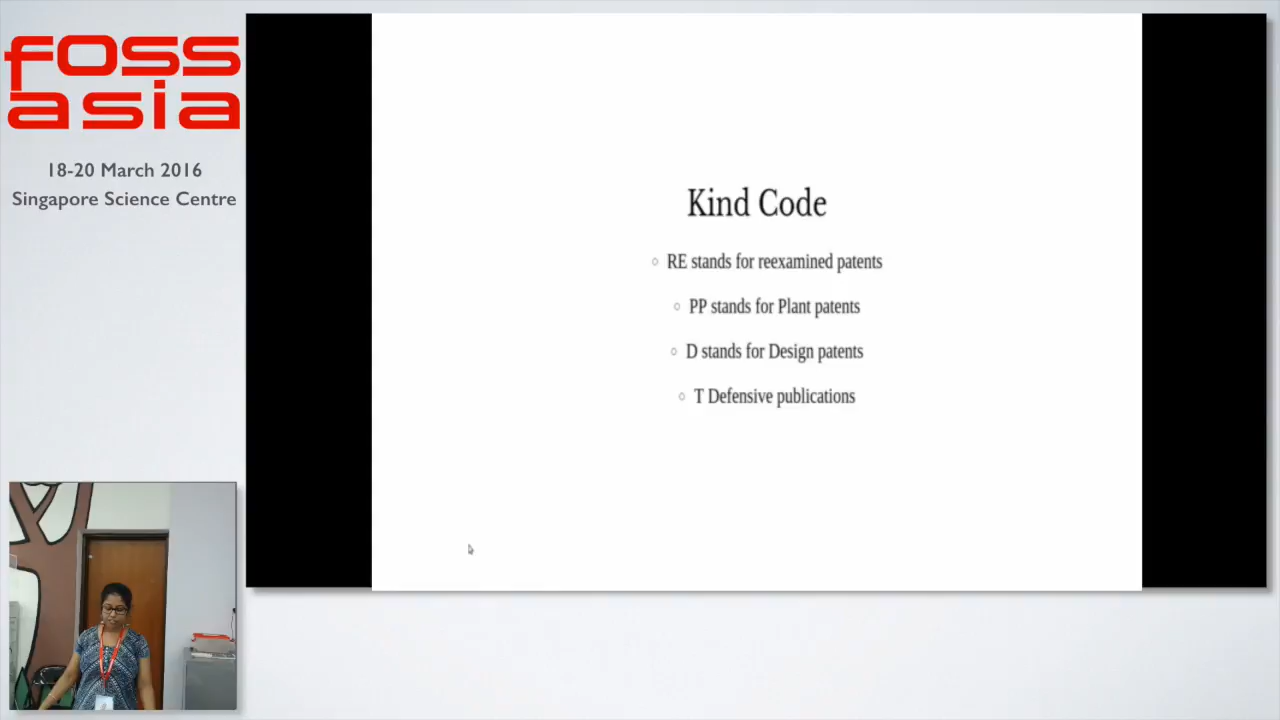 foss
asia
18-20 March 2016
Singapore Science Centre
Kind Code
RE stands for reexamined patents
PP stands for Plant patents
D stands for Design patents
T Defensive publications